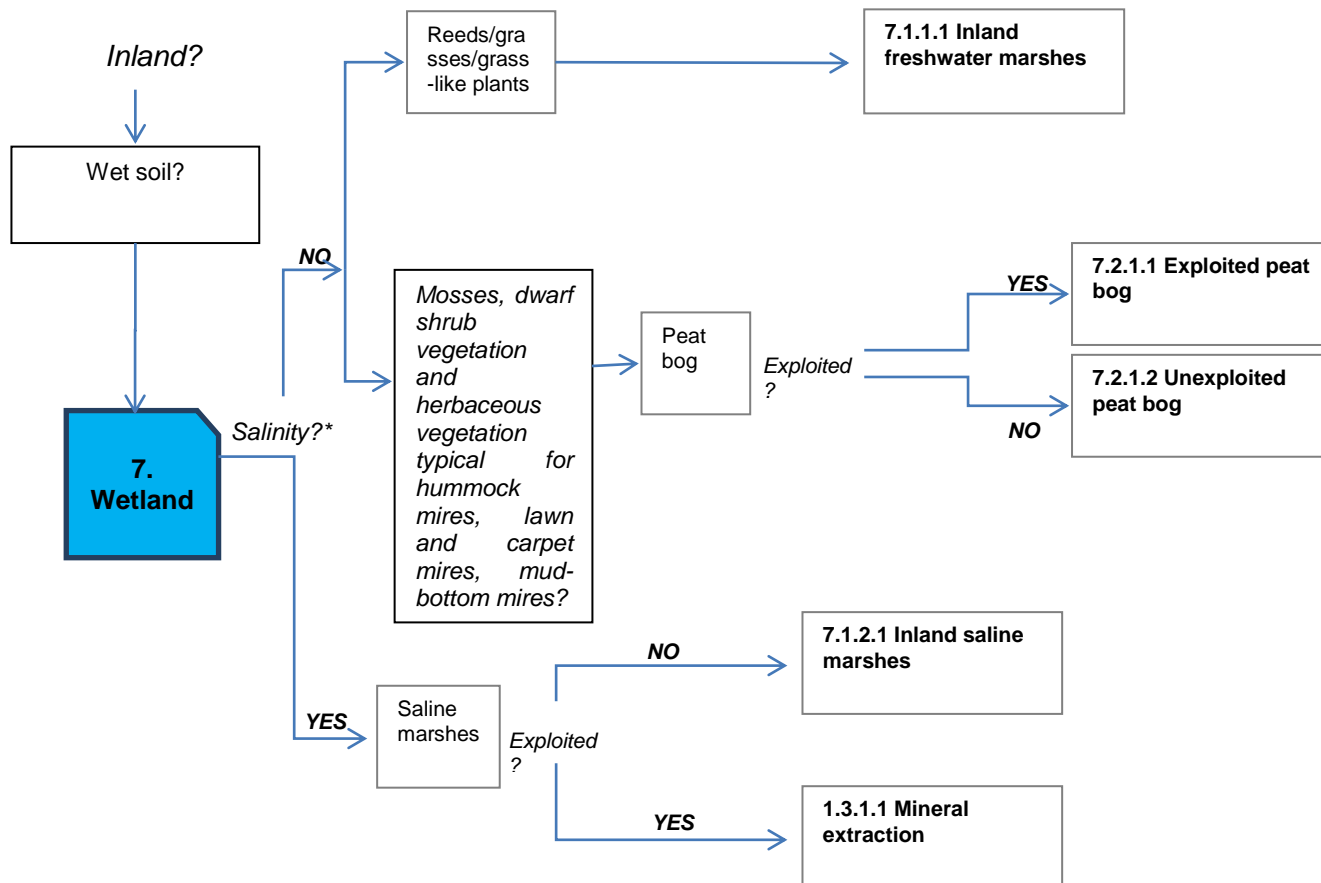 Inland?
Wet soil?
7.
Wetland
Salinity?*
NO
Reeds/gra
sses/grass
-like plants
7.1.1.1 Inland
freshwater marshes
Mosses, dwarf
shrub
vegetation
and
herbaceous
vegetation
typical for
hummock
mires, lawn
and carpet
mires, mud-
bottom mires?
Peat
bog
Exploited
?
YES
7.2.1.1 Exploited peat
bog
NO
7.2.1.2 Unexploited
peat bog
YES
Saline
marshes
Exploited
?
NO
7.1.2.1 Inland saline
marshes
YES
1.3.1.1 Mineral
extraction